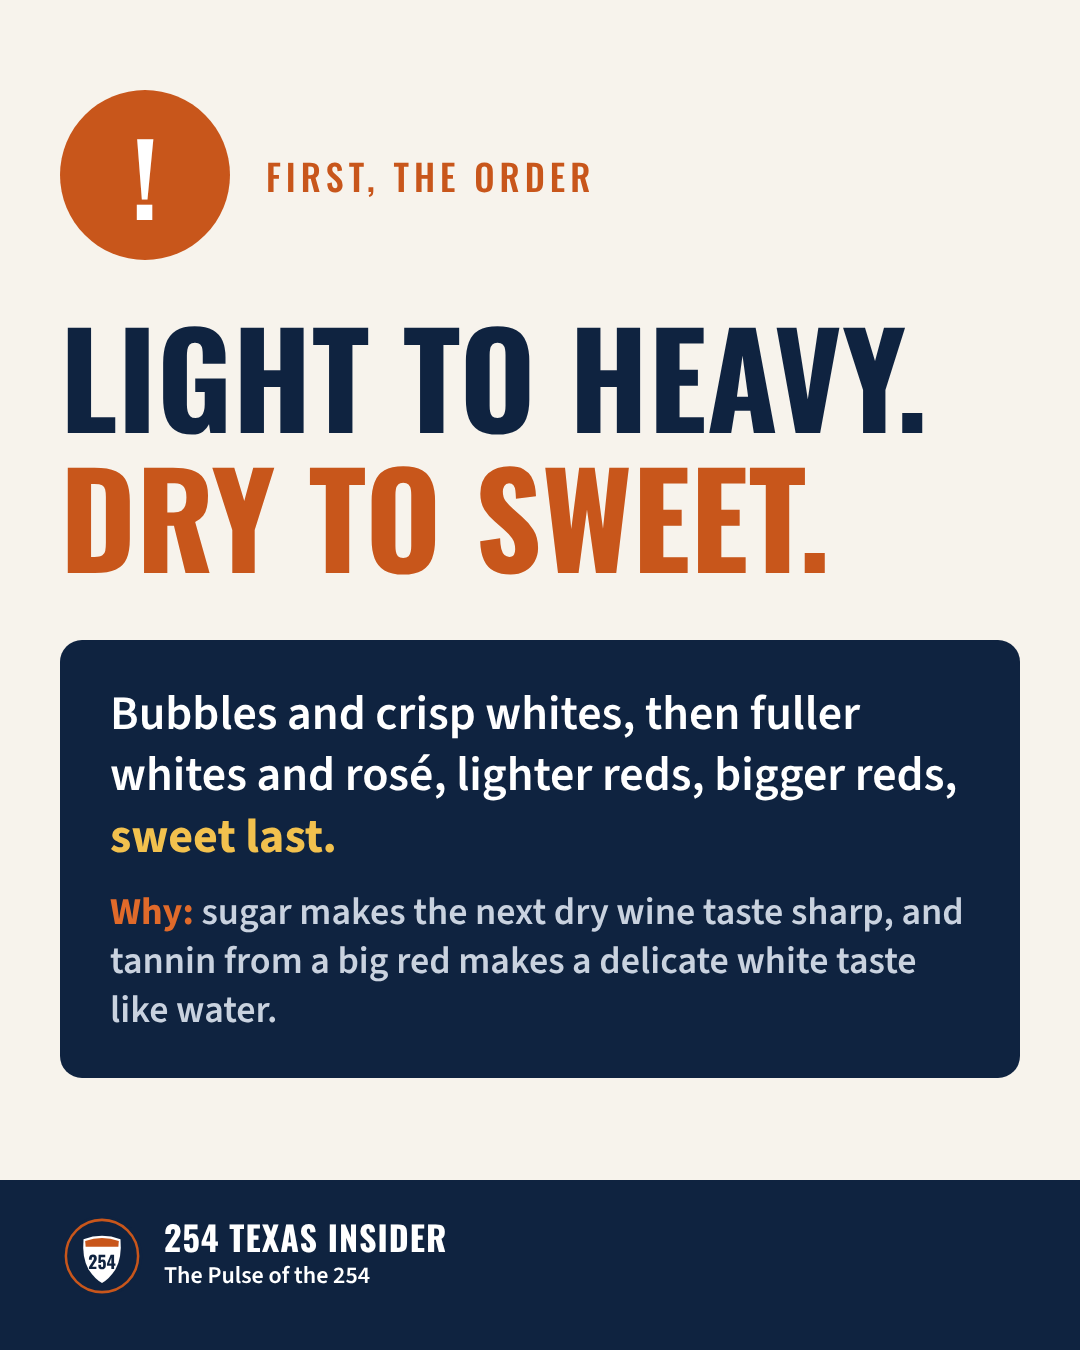 !
FIRST, THE ORDER
LIGHT TO HEAVY.
DRY TO SWEET.
Bubbles and crisp whites, then fuller
whites and rosé, lighter reds, bigger reds,
sweet last.
Why: sugar makes the next dry wine taste sharp, and
tannin from a big red makes a delicate white taste
like water.
254
254 TEXAS INSIDER
The Pulse of the 254